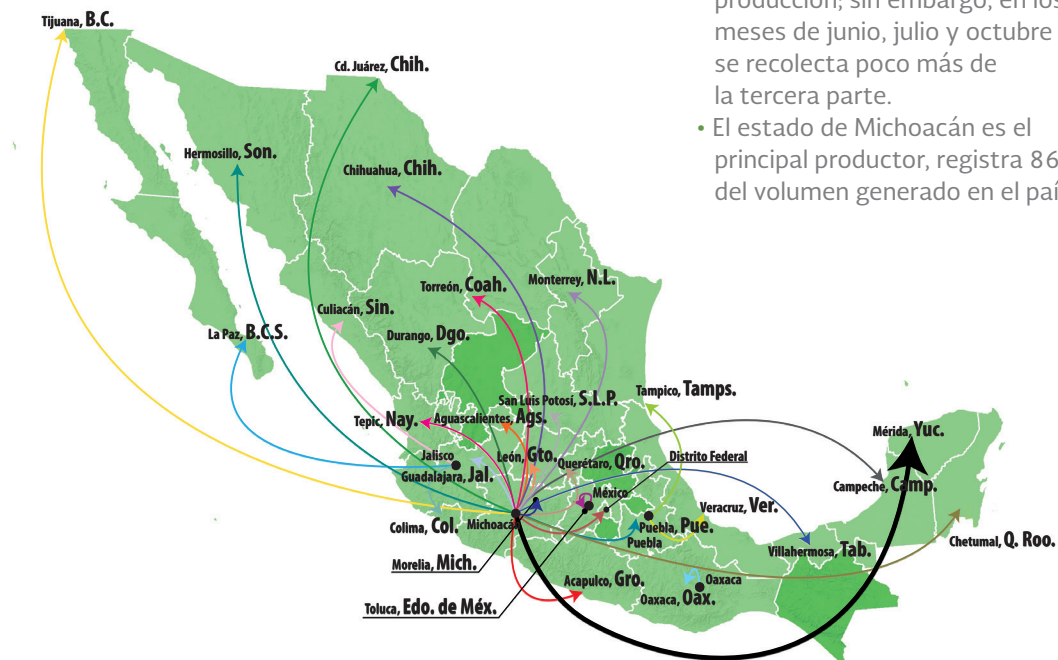 producción; sin embargo, en los
meses de junio, julio y octubre
se recolecta poco más de
la tercera parte.
• El estado de Michoacán es el
principal productor, registra 86
del volumen generado en el paí
Tijuana, B.C.
Cd. Juárez, Chih.
Hermosillo, Son.
Chihuahua, Chih.
Torreón, Coah.
Monterrey, N.L.
Culiacán, Sin.
La Paz, B.C.S.
Durango, Dgo.
San Luis Potosí, S.L.P.
Tampico, Tamps.
Tepic, Nay.
Aguascalientes, Ags.
Mérida, Yuc.
Jalisco
Guadalajara, Jal.
León, Gto.
Querétaro, Qro.
Distrito Federal
Campeche, Camp.
México
Colima, Col.
Michoacán
Veracruz, Ver.
Puebla, Pue.
Puebla
Villahermosa, Tab.
Chetumal, Q. Roo.
Morelia, Mich.
Acapulco, Gro.
Oaxaca
Oaxaca, Oax.
Toluca, Edo. de Méx.